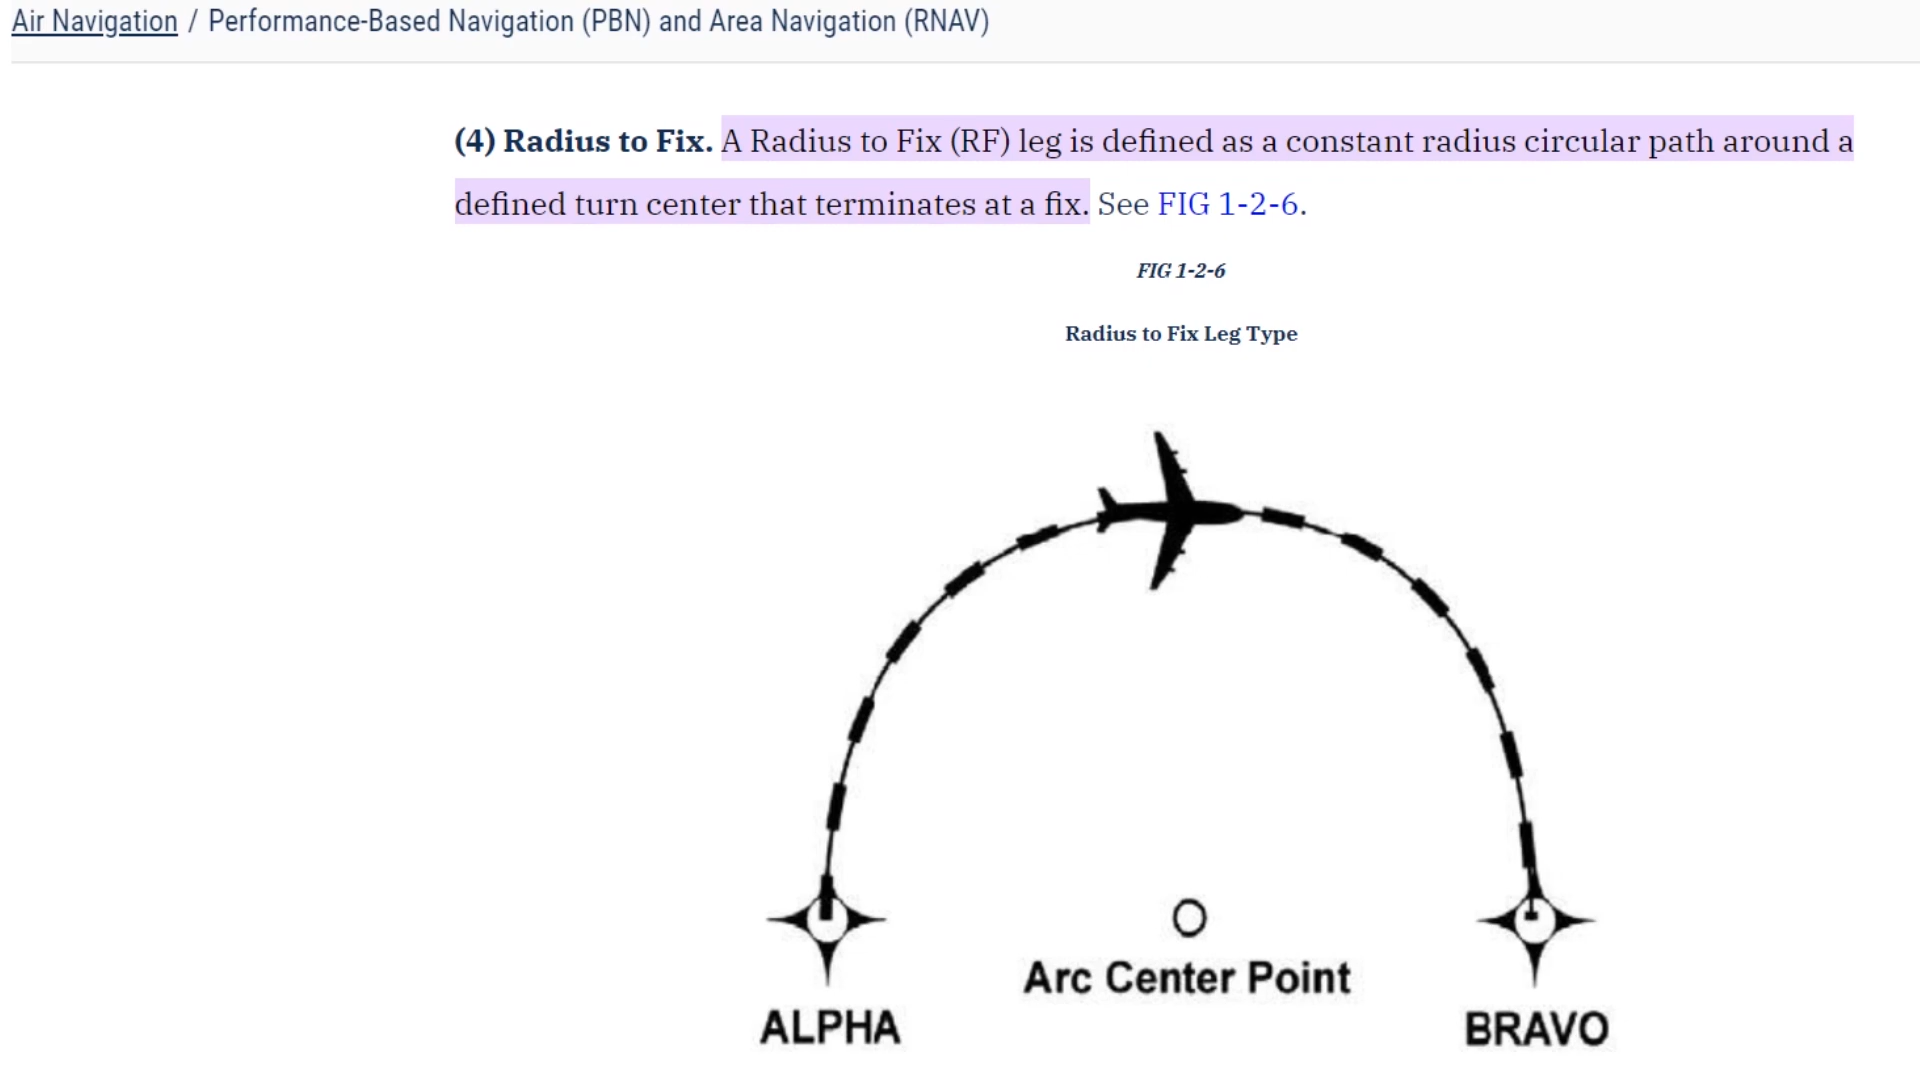 Air Navigation / Performance-Based Navigation (PBN) and Area Navigation (RNAV)
(4) Radius to Fix. A Radius to Fix (RF) leg is defined as a constant radius circular path around a
defined turn center that terminates at a fix. See FIG 1-2-6.
FIG 1-2-6
Radius to Fix Leg Type
Arc Center Point
ALPHA
BRAVO